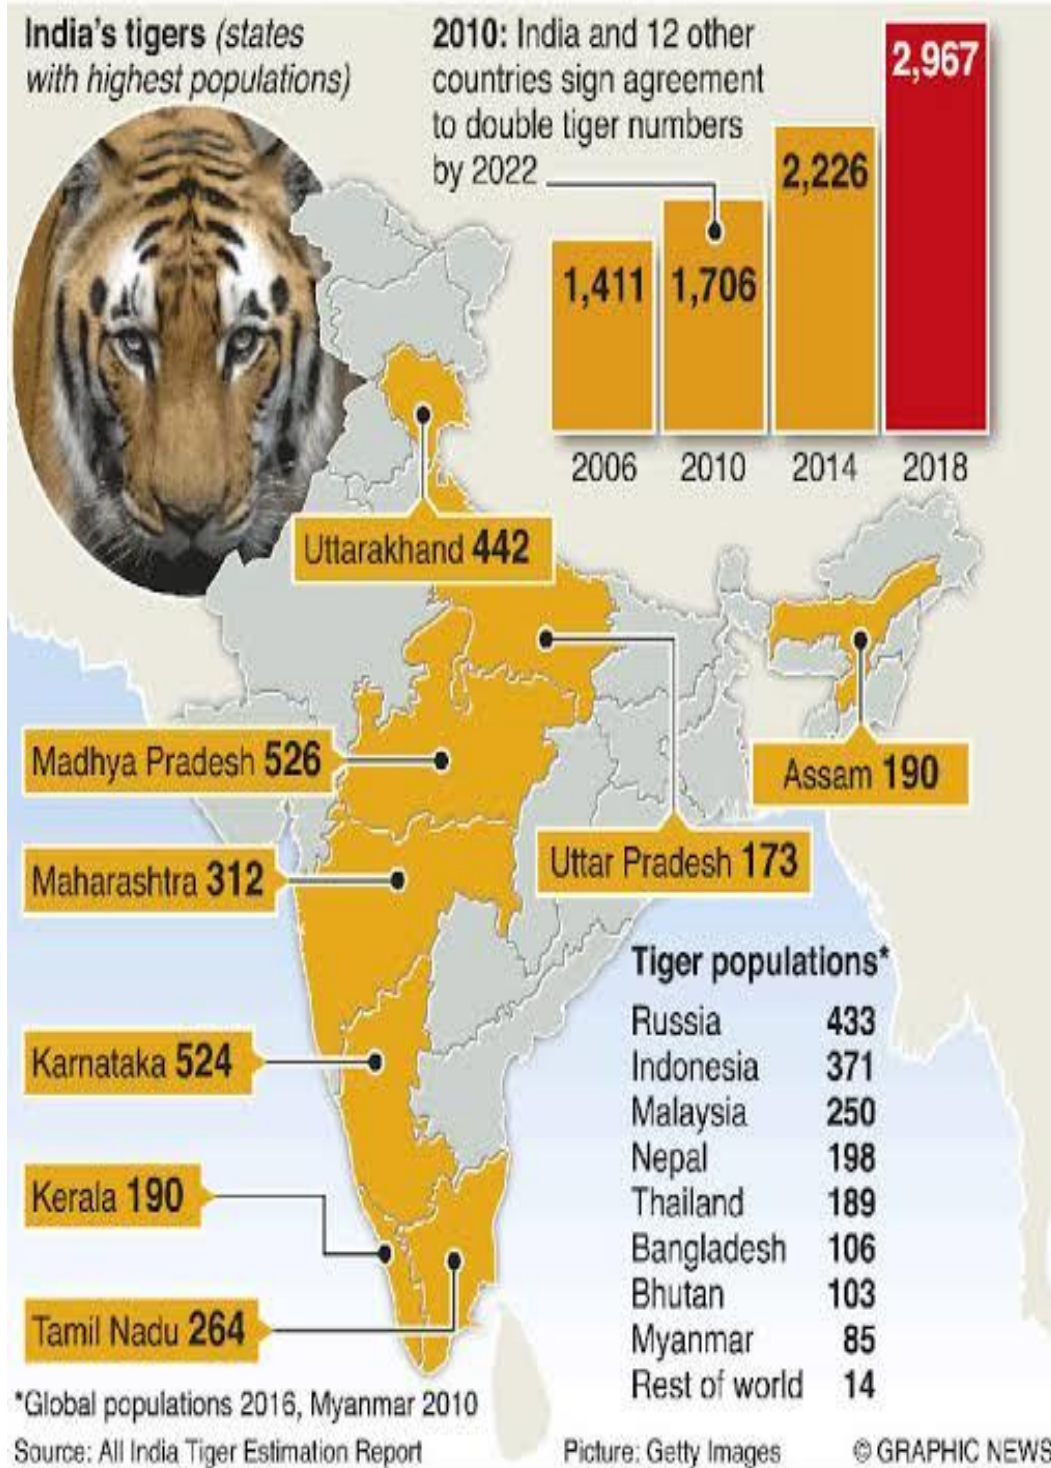 India's tigers (states
with highest populations)
2010: India and 12 other
countries sign agreement
to double tiger numbers
by 2022
1,411
1,706
2,226
2,967
2006
2010
2014
2018
Uttarakhand 442
Madhya Pradesh 526
Assam 190
Uttar Pradesh 173
Maharashtra 312
Karnataka 524
Kerala 190
Tamil Nadu 264
Tiger populations*
Russia 433
Indonesia 371
Malaysia 250
Nepal 198
Thailand 189
Bangladesh 106
Bhutan 103
Myanmar 85
Rest of world 14
*Global populations 2016, Myanmar 2010
Source: All India Tiger Estimation Report
Picture: Getty Images
© GRAPHIC NEWS